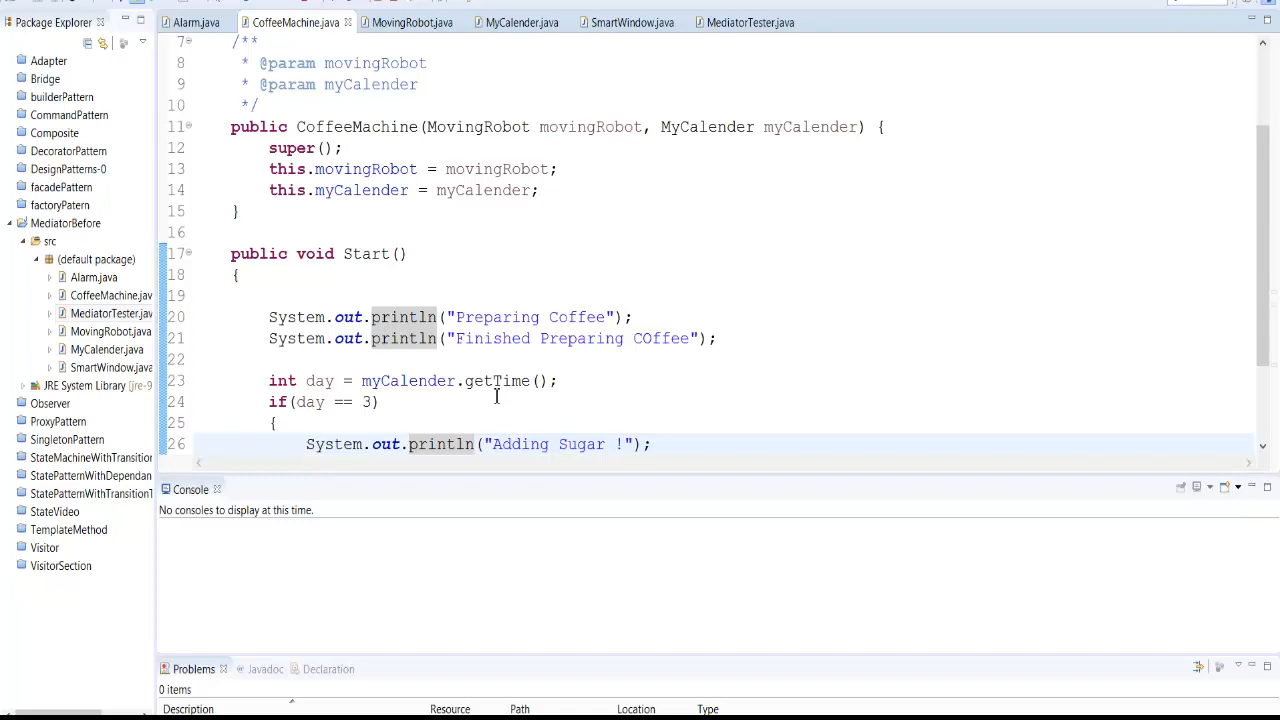 Package Explorer
Alarm.java
CoffeeMachine.java
MovingRobot.java
MyCalender.java
SmartWindow.java
MediatorTester.java
Adapter
Bridge
builderPattern
CommandPattern
Composite
DecoratorPattern
DesignPatterns-0
facadePattern
factoryPatern
MediatorBefore
src
(default package)
Alarm.java
CoffeeMachine.jav
MediatorTester.jav
MovingRobot.java
MyCalender.java
SmartWindow.java
JRE System Library [jre-9
Observer
ProxyPattern
SingletonPattern
StateMachineWithTransition
StatePatternWithDependan
StatePatternWithTransitionT
StateVideo
TemplateMethod
Visitor
VisitorSection
7 /**
8 * @param movingRobot
9 * @param myCalender
10 */
11 public CoffeeMachine(MovingRobot movingRobot, MyCalender myCalender) {
12 super();
13 this.movingRobot = movingRobot;
14 this.myCalender = myCalender;
15 }
16
17 public void Start()
18 {
19
20 System.out.println("Preparing Coffee");
21 System.out.println("Finished Preparing COffee");
22
23 int day = myCalender.getTime();
24 if(day == 3)
25 {
26 System.out.println("Adding Sugar !");
Console
No consoles to display at this time.
Problems
Javadoc
Declaration
0 items
Description Resource Path Location Type